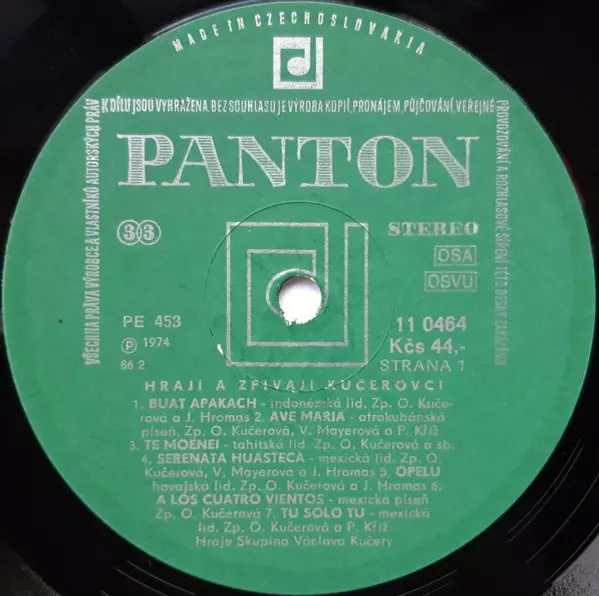 MADE IN CZECHOSLOVAKIA
VŠECHNA PRÁVA VÝROBCE A VLASTNÍKŮ AUTORSKÝCH PRÁV
K DÍLU JSOU VYHRAŽENA. BEZ SOUHLASU JE VÝROBA KOPIÍ, PRONÁJEM, PŮJČOVÁNÍ, VEŘEJNÉ
PROVOZOVÁNÍ A ROZHLASOVÉ ŠÍŘENÍ TÉTO DESKY ZAKÁZÁNO
PANTON
33
STEREO
OSA
OSVU
PE 453
Ⓟ 1974
86 2
11 0464
Kčs 44,-
STRANA 1
HRAJÍ A ZPÍVAJÍ KUČEROVCI
1. BUAT APAKACH - indonézská lid. Zp. O. Kuče-
rová a J. Hromas 2. AVE MARIA - afrokubánská
píseň Zp. O. Kučerová, V. Mayerová a P. Kříž
3. TE MOENEI - tahitská lid. Zp. O. Kučerová a sb.
4. SERENATA HUASTECA - mexická lid. Zp. O.
Kučerová, V. Mayerová a J. Hromas 5. OPELU
havajská lid. Zp. O. Kučerová a J. Hromas 6.
A LOS CUATRO VIENTOS - mexická píseň
Zp. O. Kučerová 7. TU SOLO TU - mexická
lid. Zp. O. Kučerová a P. Kříž
Hraje Skupina Václava Kučery